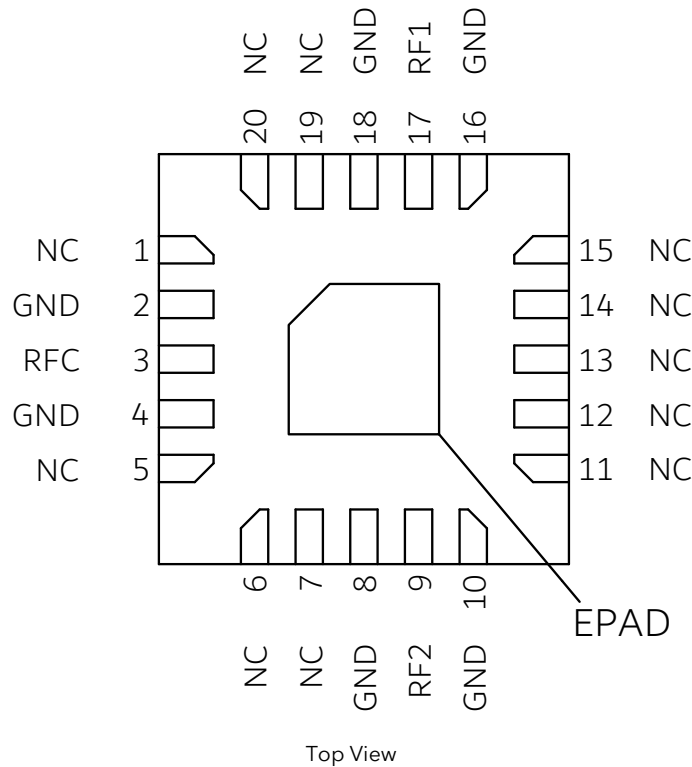 NC
NC
GND
RF1
GND
20
19
18
17
16
NC 1
GND 2
RFC 3
GND 4
NC 5
15 NC
14 NC
13 NC
12 NC
11 NC
6
7
8
9
10
NC
NC
GND
RF2
GND
EPAD
Top View